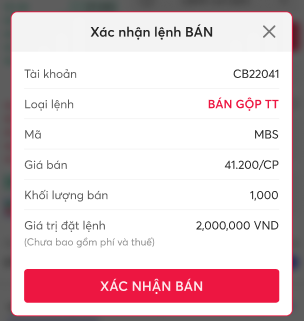 Xác nhận lệnh BÁN
Tài khoản CB22041
Loại lệnh BÁN GỘP TT
Mã MBS
Giá bán 41.200/CP
Khối lượng bán 1,000
Giá trị đặt lệnh 2,000,000 VND
(Chưa bao gồm phí và thuế)
XÁC NHẬN BÁN